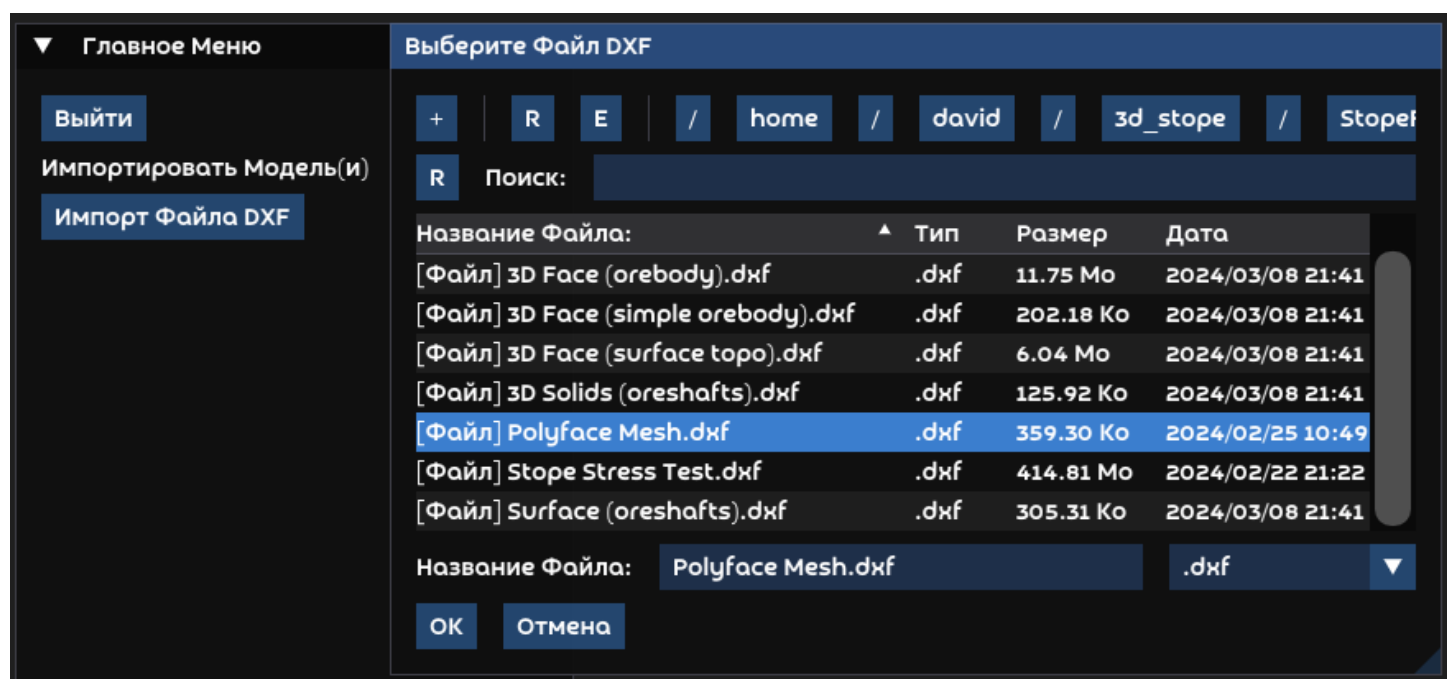 ▼ Главное Меню
Выйти
Импортировать Модель(и)
Импорт Файла DXF
Выберите Файл DXF
+ R E / home / david / 3d_stope /
R Поиск:
Название Файла: ▲ Тип Размер Дата
[Файл] 3D Face (orebody).dxf .dxf 11.75 Mo 2024/03/08 21:41
[Файл] 3D Face (simple orebody).dxf .dxf 202.18 Ko 2024/03/08 21:41
[Файл] 3D Face (surface topo).dxf .dxf 6.04 Mo 2024/03/08 21:41
[Файл] 3D Solids (oreshafts).dxf .dxf 125.92 Ko 2024/03/08 21:41
[Файл] Polyface Mesh.dxf .dxf 359.30 Ko 2024/02/25 10:49
[Файл] Stope Stress Test.dxf .dxf 414.81 Mo 2024/02/22 21:22
[Файл] Surface (oreshafts).dxf .dxf 305.31 Ko 2024/03/08 21:41
Название Файла: Polyface Mesh.dxf .dxf ▼
OK Отмена